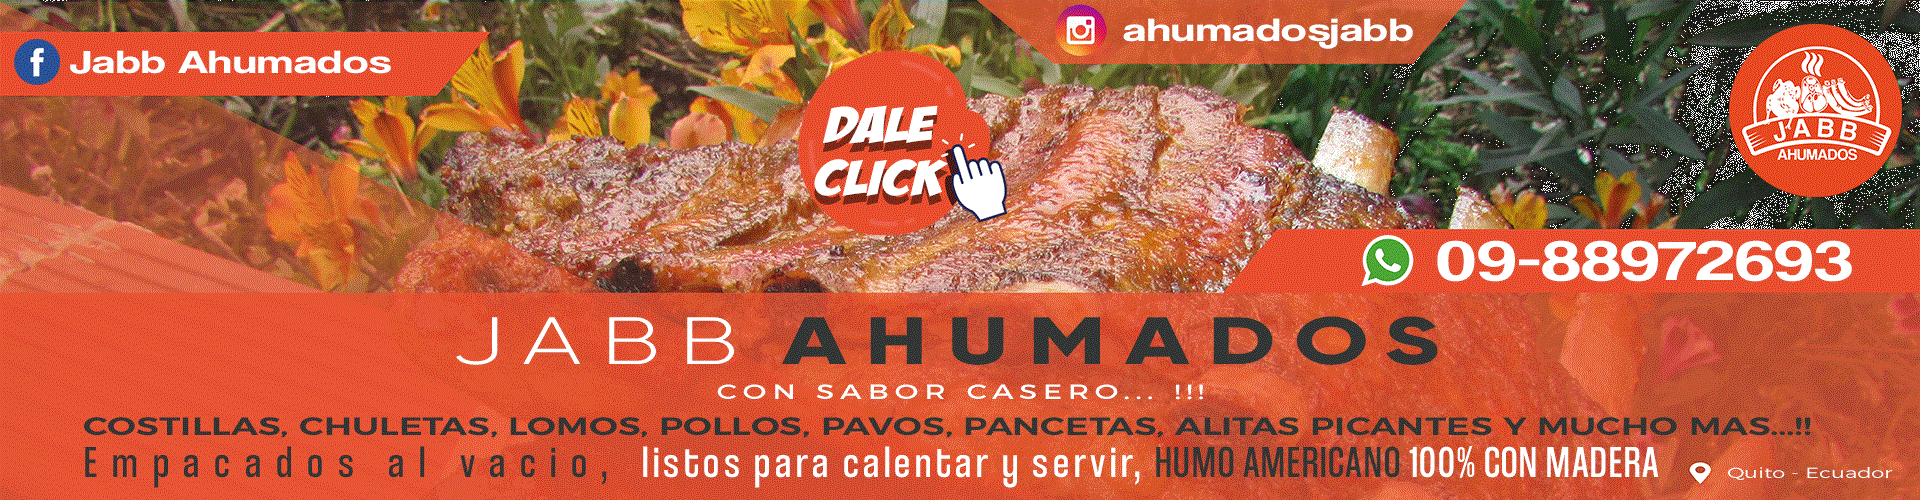 Jabb Ahumados
ahumadosjabb
DALE
CLICK
JABB
AHUMADOS
09-88972693
JABB AHUMADOS
CON SABOR CASERO... !!!
COSTILLAS, CHULETAS, LOMOS, POLLOS, PAVOS, PANCETAS, ALITAS PICANTES Y MUCHO MAS...!!
Empacados al vacio, listos para calentar y servir, HUMO AMERICANO 100% CON MADERA
Quito - Ecuador